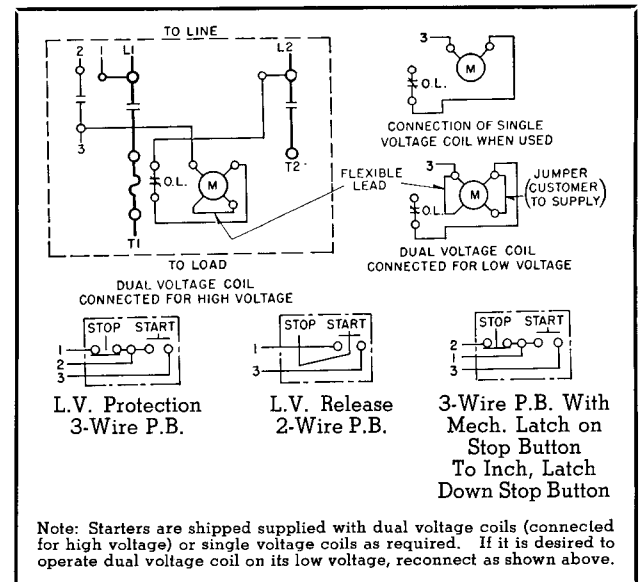 TO LINE
2 1 L1 L2
3
O.L.
M
T2
T1
TO LOAD
DUAL VOLTAGE COIL
CONNECTED FOR HIGH VOLTAGE
3
M
O.L.
CONNECTION OF SINGLE
VOLTAGE COIL WHEN USED
FLEXIBLE
LEAD
3
M
O.L.
JUMPER
(CUSTOMER
TO SUPPLY)
DUAL VOLTAGE COIL
CONNECTED FOR LOW VOLTAGE
STOP START
1
2
3
L.V. Protection
3-Wire P.B.
STOP START
1
3
L.V. Release
2-Wire P.B.
STOP START
2
1
3
3-Wire P.B. With
Mech. Latch on
Stop Button
To Inch, Latch
Down Stop Button
Note: Starters are shipped supplied with dual voltage coils (connected
for high voltage) or single voltage coils as required. If it is desired to
operate dual voltage coil on its low voltage, reconnect as shown above.